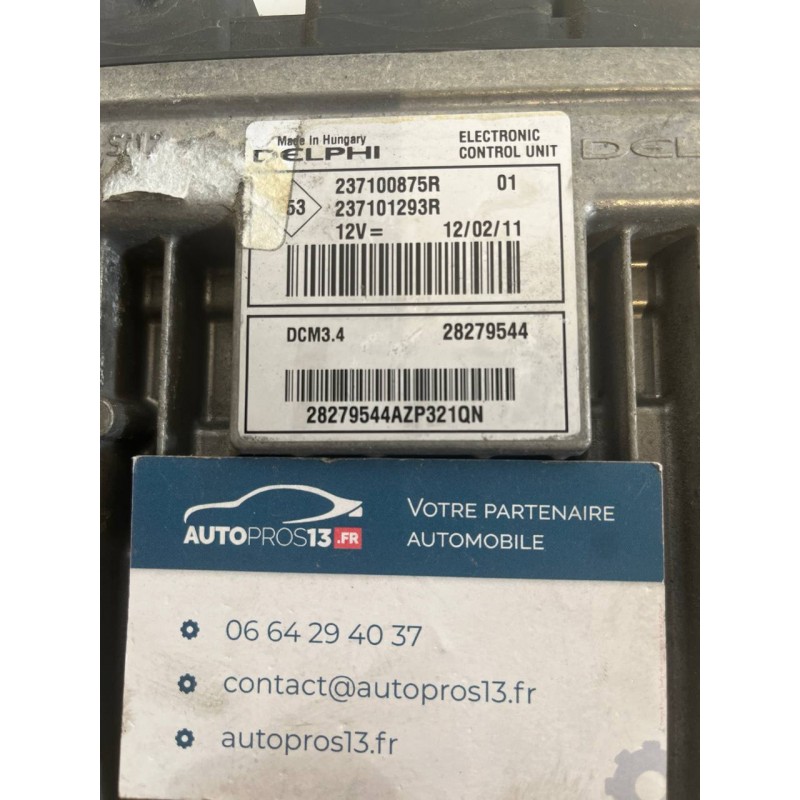 Made in Hungary
DELPHI
ELECTRONIC
CONTROL UNIT
DEL
53
237100875R 01
237101293R
12V= 12/02/11
DCM3.4 28279544
28279544AZP321QN
AUTOPROS13.FR
VOTRE PARTENAIRE
AUTOMOBILE
06 64 29 40 37
contact@autopros13.fr
autopros13.fr